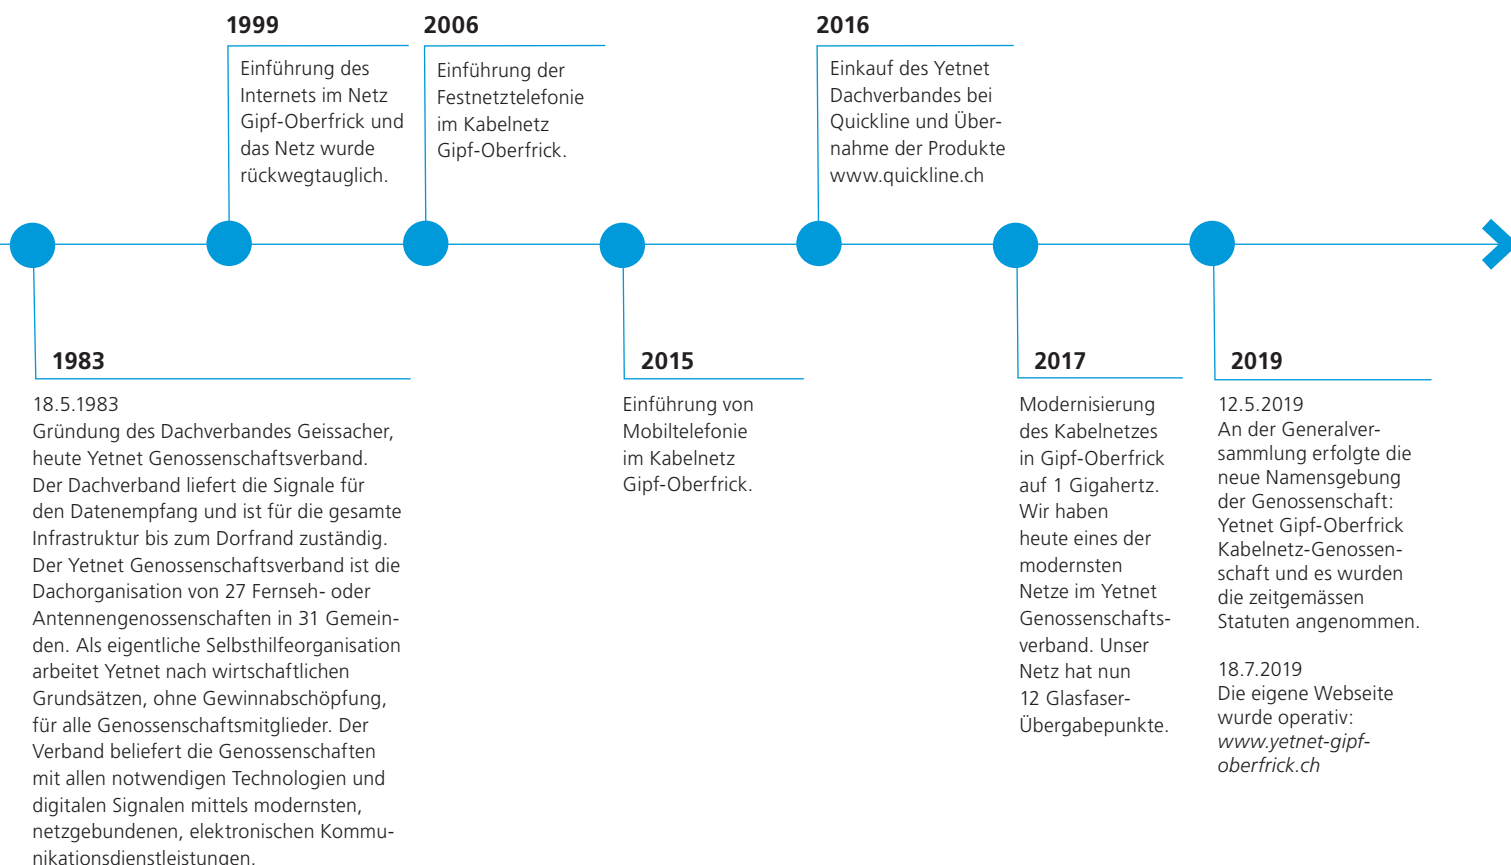 1999
Einführung des
Internets im Netz
Gipf-Oberfrick und
das Netz wurde
rückwegtauglich.
2006
Einführung der
Festnetztelefonie
im Kabelnetz
Gipf-Oberfrick.
2016
Einkauf des Yetnet
Dachverbandes bei
Quickline und Über-
nahme der Produkte
www.quickline.ch
1983
18.5.1983
Gründung des Dachverbandes Geissacher,
heute Yetnet Genossenschaftsverband.
Der Dachverband liefert die Signale für
den Datenempfang und ist für die gesamte
Infrastruktur bis zum Dorfrand zuständig.
Der Yetnet Genossenschaftsverband ist die
Dachorganisation von 27 Fernseh- oder
Antennengenossenschaften in 31 Gemein-
den. Als eigentliche Selbsthilfeorganisation
arbeitet Yetnet nach wirtschaftlichen
Grundsätzen, ohne Gewinnabschöpfung,
für alle Genossenschaftsmitglieder. Der
Verband beliefert die Genossenschaften
mit allen notwendigen Technologien und
digitalen Signalen mittels modernsten,
netzgebundenen, elektronischen Kommu-
nikationsdienstleistungen.
2015
Einführung von
Mobiltelefonie
im Kabelnetz
Gipf-Oberfrick.
2017
Modernisierung
des Kabelnetzes
in Gipf-Oberfrick
auf 1 Gigahertz.
Wir haben
heute eines der
modernsten
Netze im Yetnet
Genossenschafts-
verband. Unser
Netz hat nun
12 Glasfaser-
Übergabepunkte.
2019
12.5.2019
An der Generalver-
sammlung erfolgte die
neue Namensgebung
der Genossenschaft:
Yetnet Gipf-Oberfrick
Kabelnetz-Genossen-
schaft und es wurden
die zeitgemässen
Statuten angenommen.
18.7.2019
Die eigene Webseite
wurde operativ:
www.yetnet-gipf-
oberfrick.ch